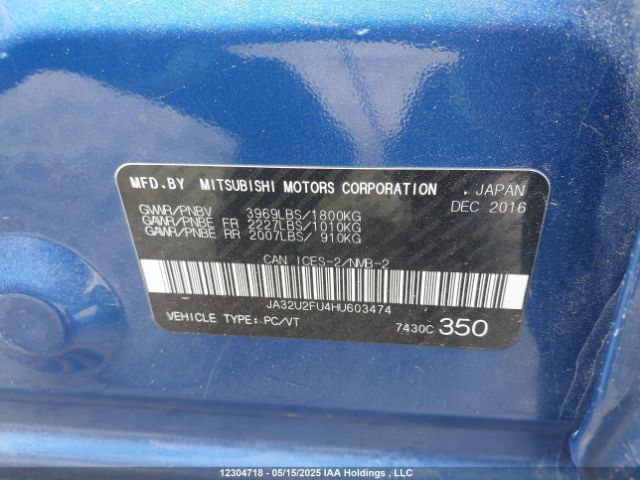 MFD.BY MITSUBISHI MOTORS CORPORATION , JAPAN
DEC 2016
GVWR/PNBV 3969LBS/1800KG
GAWR/PNBE FR 2227LBS/1010KG
GAWR/PNBE RR 2007LBS/ 910KG
CAN ICES-2/NMB-2
JA32U2FU4HU603474
VEHICLE TYPE: PC/VT 7430C 350
12304718 - 05/15/2025 IAA Holdings, LLC